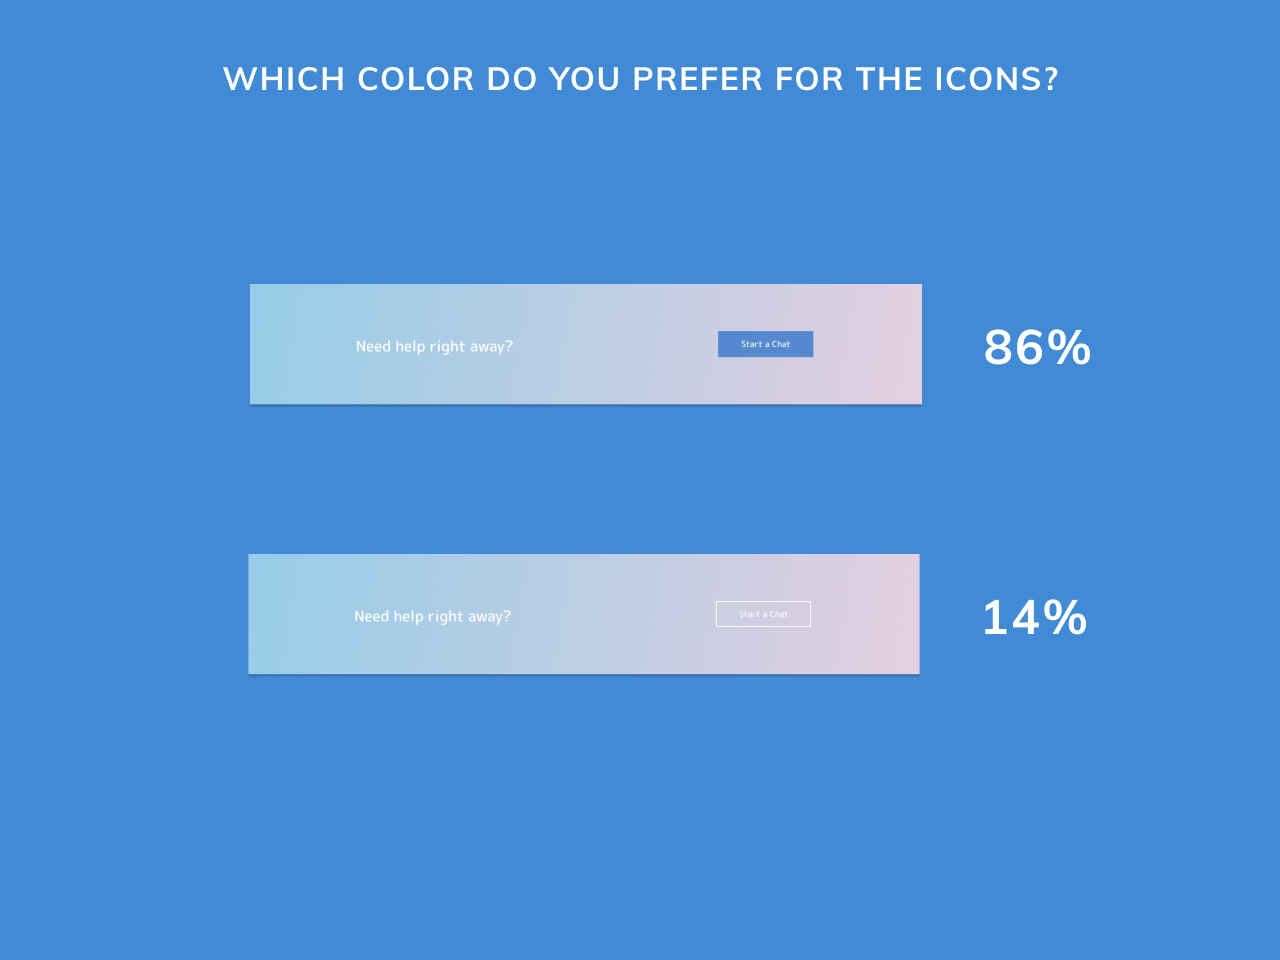 WHICH COLOR DO YOU PREFER FOR THE ICONS?
Need help right away?
Start a Chat
86%
Need help right away?
Start a Chat
14%